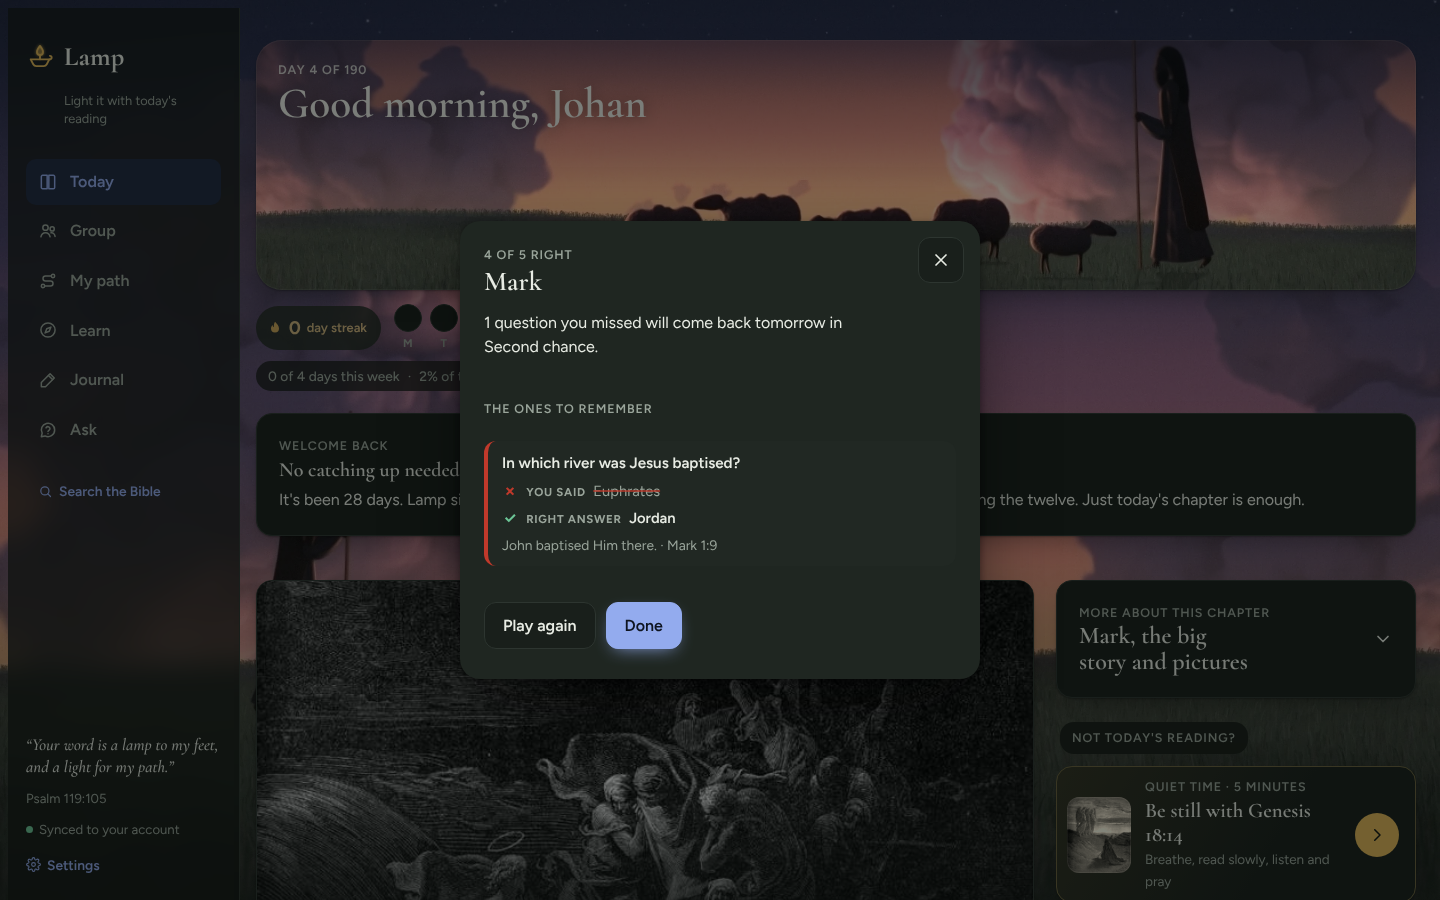 Lamp
Light it with today's
reading
Today
Group
My path
Learn
Journal
Ask
Search the Bible
“Your word is a lamp to my feet,
and a light for my path.”
Psalm 119:105
Synced to your account
Settings
DAY 4 OF 190
Good morning, Johan
0 day streak
M T
0 of 4 days this week · 2% of
WELCOME BACK
No catching up needed
It's been 28 days. Lamp
the twelve. Just today's chapter is enough.
4 OF 5 RIGHT
Mark
1 question you missed will come back tomorrow in
Second chance.
THE ONES TO REMEMBER
In which river was Jesus baptised?
YOU SAID Euphrates
RIGHT ANSWER Jordan
John baptised Him there. · Mark 1:9
Play again
Done
MORE ABOUT THIS CHAPTER
Mark, the big
story and pictures
NOT TODAY'S READING?
QUIET TIME · 5 MINUTES
Be still with Genesis
18:14
Breathe, read slowly, listen and
pray